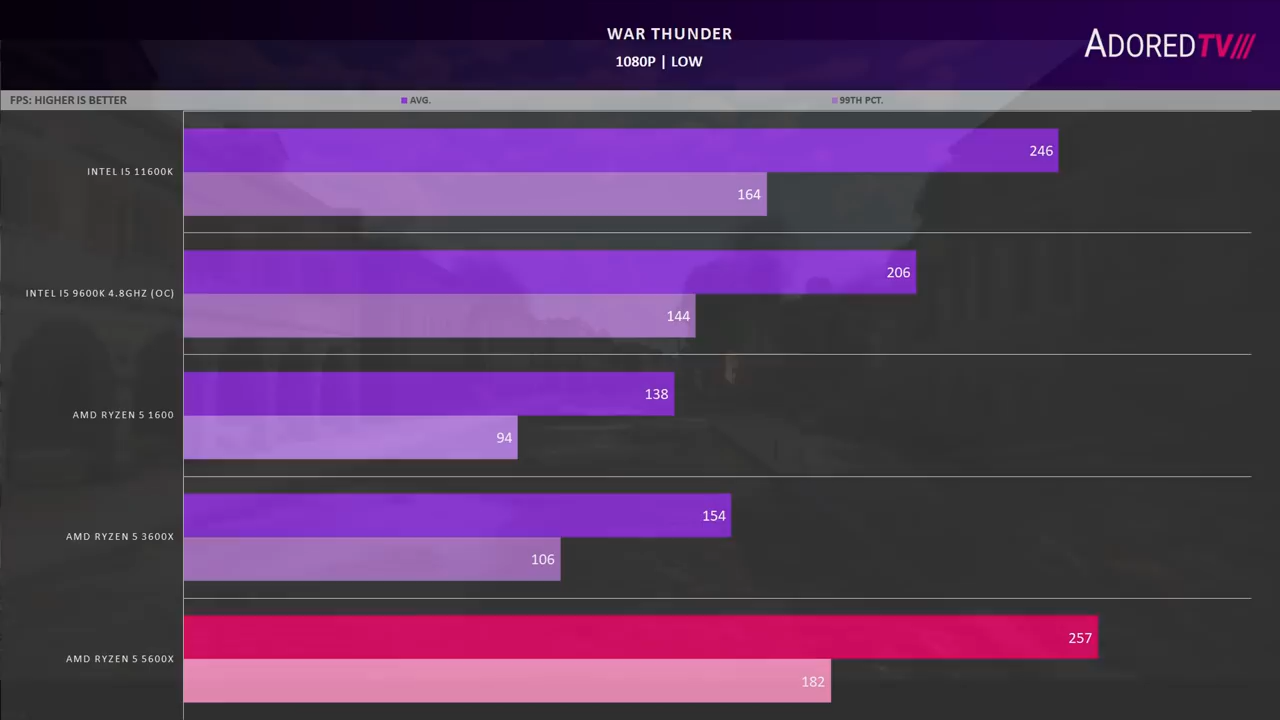 WAR THUNDER
1080P | LOW
ADOREDTV///
FPS: HIGHER IS BETTER
AVG.
99TH PCT.
INTEL I5 11600K
246
164
INTEL I5 9600K 4.8GHZ (OC)
206
144
AMD RYZEN 5 1600
138
94
AMD RYZEN 5 3600X
154
106
AMD RYZEN 5 5600X
257
182